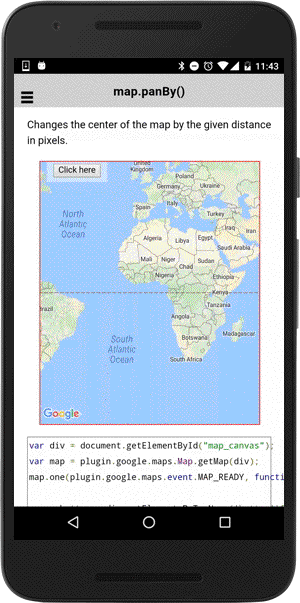 11:43
map.panBy()
Changes the center of the map by the given distance
in pixels.
Click here
United
Kingdom
Poland
Germany
Ukraine
Italy
Spain
Turkey
North
Atlantic
Ocean
Iraq
Iran
Algeria
Libya
Egypt
Saudi Arabia
Mali
Niger
Sudan
Chad
Nigeria
Ethiopia
Kenya
Brazil
Tanzania
Angola
Botswana
Madagascar
South
Atlantic
Ocean
South Africa
Google
var div = document.getElementById("map_canvas");
var map = plugin.google.maps.Map.getMap(div);
map.one(plugin.google.maps.event.MAP_READY, functi